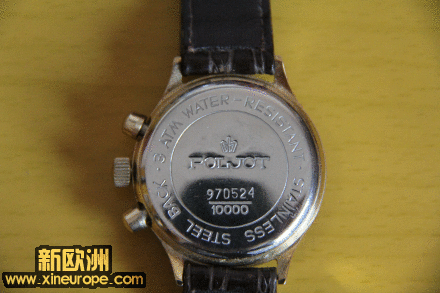 3 ATM WATER-RESISTANT · STAINLESS STEEL BACK ·
POLJOT
970524
10000
新欧洲
www.xineurope.com